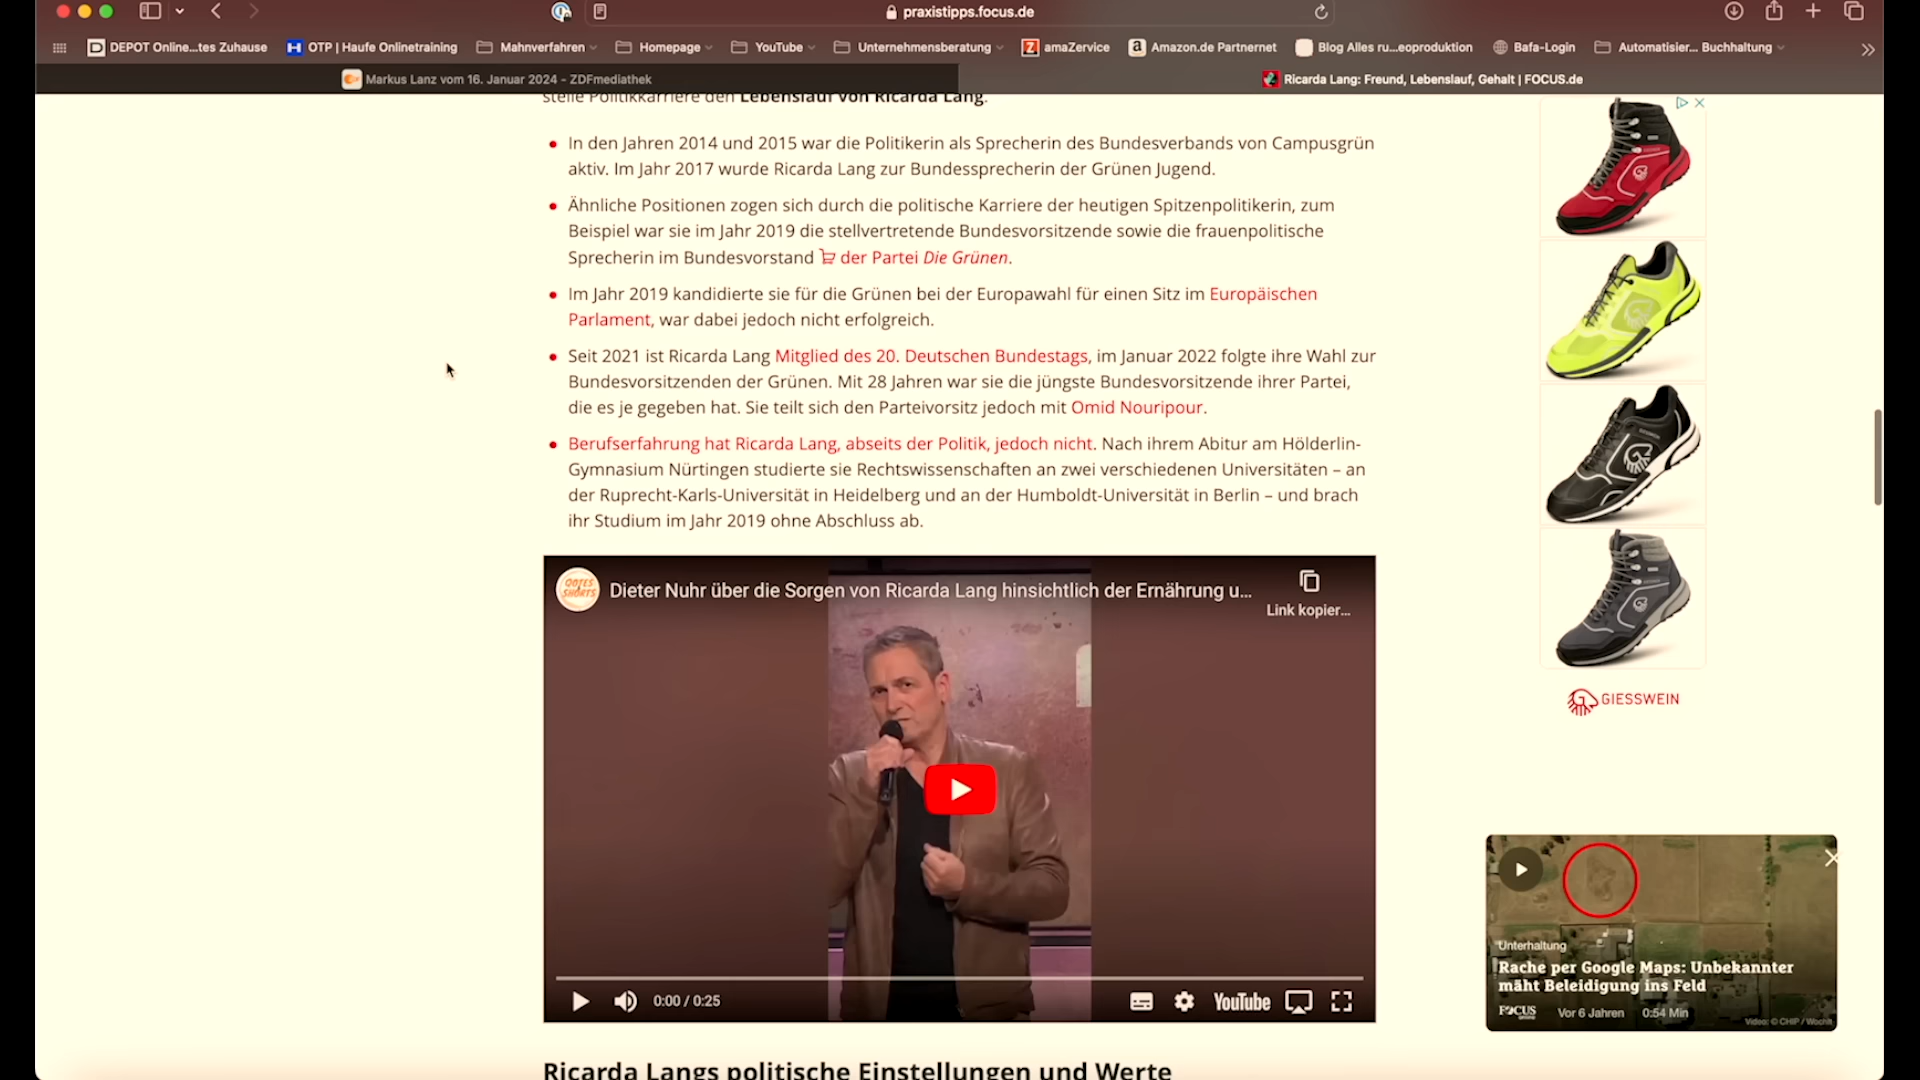 praxistipps.focus.de
DEPOT Online...tes Zuhause
OTP | Haufe Onlinetraining
Mahnverfahren
Homepage
YouTube
Unternehmensberatung
amaZervice
Amazon.de Partnernet
Blog Alles ru...eoproduktion
Bafa-Login
Automatisier... Buchhaltung
Markus Lanz vom 16. Januar 2024 - ZDFmediathek
Ricarda Lang: Freund, Lebenslauf, Gehalt | FOCUS.de
steile Politikkarriere den Lebenslauf von Ricarda Lang.
In den Jahren 2014 und 2015 war die Politikerin als Sprecherin des Bundesverbands von Campusgrün
aktiv. Im Jahr 2017 wurde Ricarda Lang zur Bundessprecherin der Grünen Jugend.
Ähnliche Positionen zogen sich durch die politische Karriere der heutigen Spitzenpolitikerin, zum
Beispiel war sie im Jahr 2019 die stellvertretende Bundesvorsitzende sowie die frauenpolitische
Sprecherin im Bundesvorstand der Partei Die Grünen.
Im Jahr 2019 kandidierte sie für die Grünen bei der Europawahl für einen Sitz im Europäischen
Parlament, war dabei jedoch nicht erfolgreich.
Seit 2021 ist Ricarda Lang Mitglied des 20. Deutschen Bundestags, im Januar 2022 folgte ihre Wahl zur
Bundesvorsitzenden der Grünen. Mit 28 Jahren war sie die jüngste Bundesvorsitzende ihrer Partei,
die es je gegeben hat. Sie teilt sich den Parteivorsitz jedoch mit Omid Nouripour.
Berufserfahrung hat Ricarda Lang, abseits der Politik, jedoch nicht. Nach ihrem Abitur am Hölderlin-
Gymnasium Nürtingen studierte sie Rechtswissenschaften an zwei verschiedenen Universitäten – an
der Ruprecht-Karls-Universität in Heidelberg und an der Humboldt-Universität in Berlin – und brach
ihr Studium im Jahr 2019 ohne Abschluss ab.
QOTES SHORTS
Dieter Nuhr über die Sorgen von Ricarda Lang hinsichtlich der Ernährung u...
Link kopier...
0:00 / 0:25
YouTube
GIESSWEIN
Unterhaltung
Rache per Google Maps: Unbekannter
mäht Beleidigung ins Feld
FOCUS online
Vor 6 Jahren
0:54 Min
Video: © CHIP / Wochit
Ricarda Langs politische Einstellungen und Werte